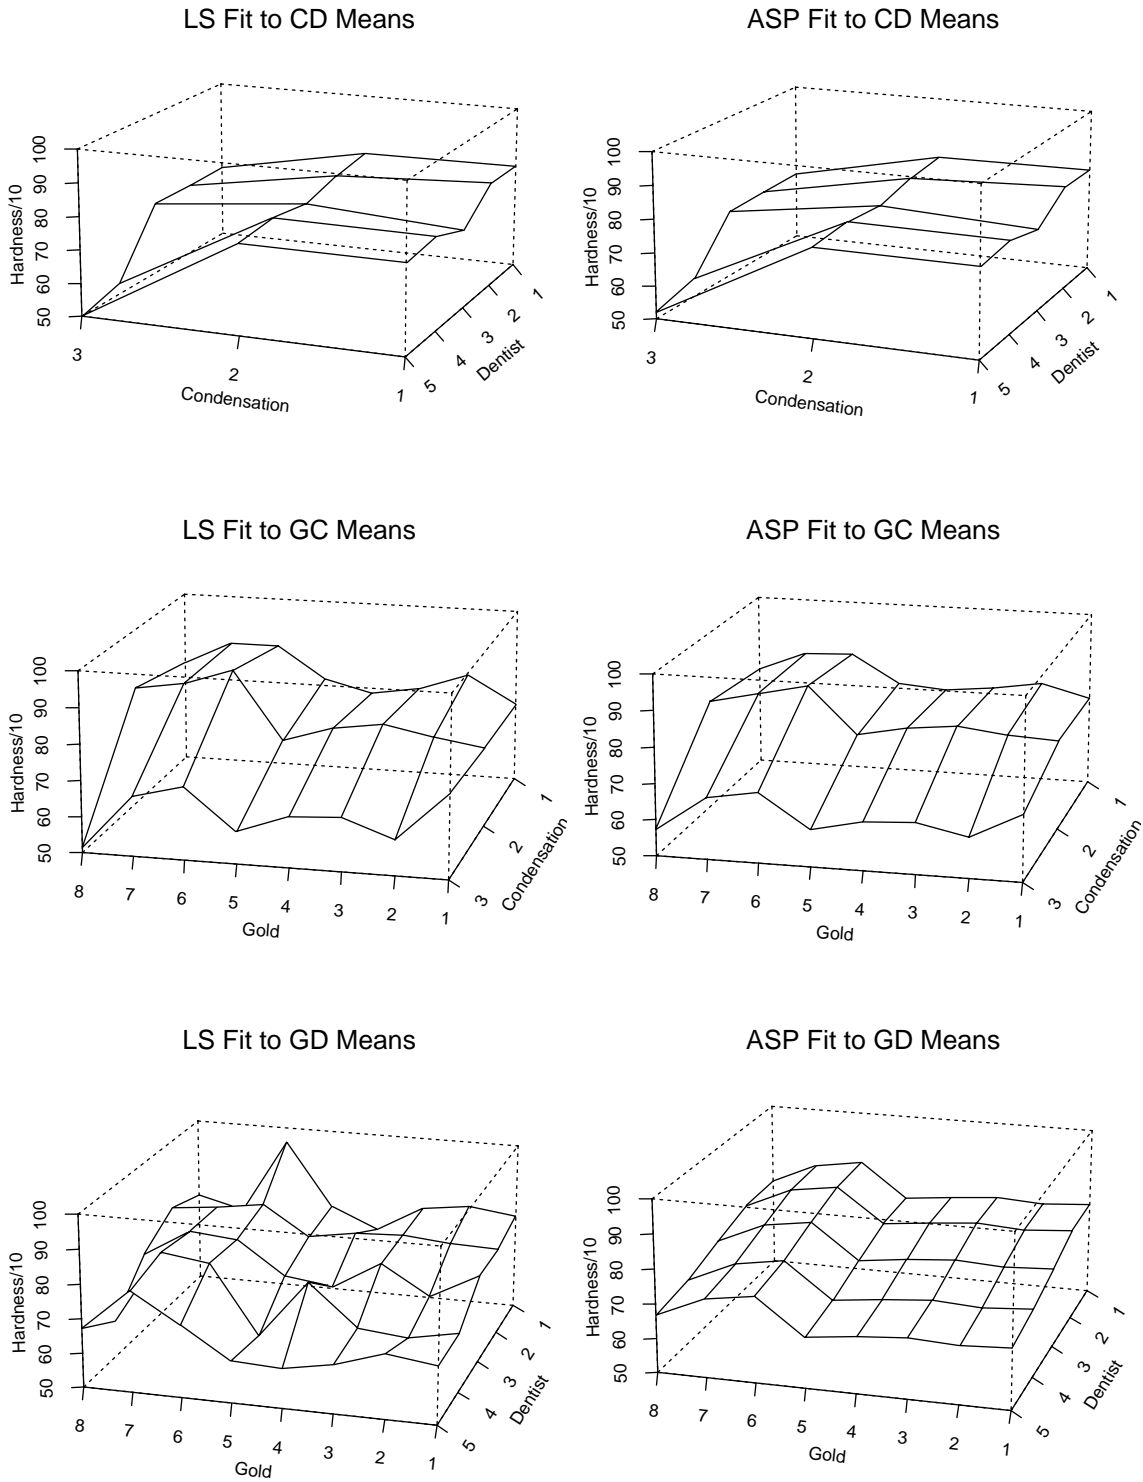 LS Fit to CD Means
ASP Fit to CD Means
Hardness/10
50 60 70 80 90 100
3 2 1
Condensation
5 4 3 2 1
Dentist
Hardness/10
50 60 70 80 90 100
3 2 1
Condensation
5 4 3 2 1
Dentist
LS Fit to GC Means
ASP Fit to GC Means
Hardness/10
50 60 70 80 90 100
8 7 6 5 4 3 2 1
Gold
3 2 1
Condensation
Hardness/10
50 60 70 80 90 100
8 7 6 5 4 3 2 1
Gold
3 2 1
Condensation
LS Fit to GD Means
ASP Fit to GD Means
Hardness/10
50 60 70 80 90 100
8 7 6 5 4 3 2 1
Gold
5 4 3 2 1
Dentist
Hardness/10
50 60 70 80 90 100
8 7 6 5 4 3 2 1
Gold
5 4 3 2 1
Dentist